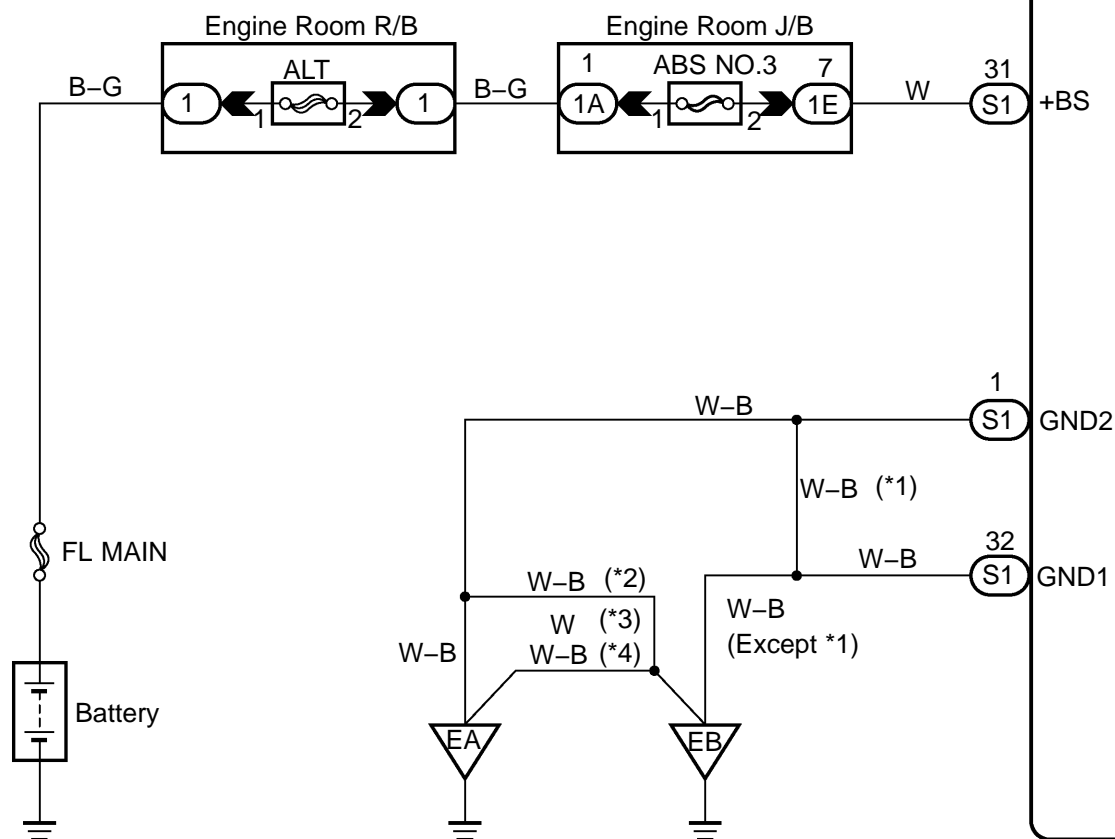 Engine Room R/B Engine Room J/B
ALT 1 ABS NO.3 7 31
B–G 1 1 2 1 B–G 1A 1 2 1E W S1 +BS
1
W–B S1 GND2
W–B (*1)
FL MAIN
32
W–B S1 GND1
W–B (*2)
W (*3)
W–B (*4)
W–B
(Except *1)
W–B
Battery
EA EB